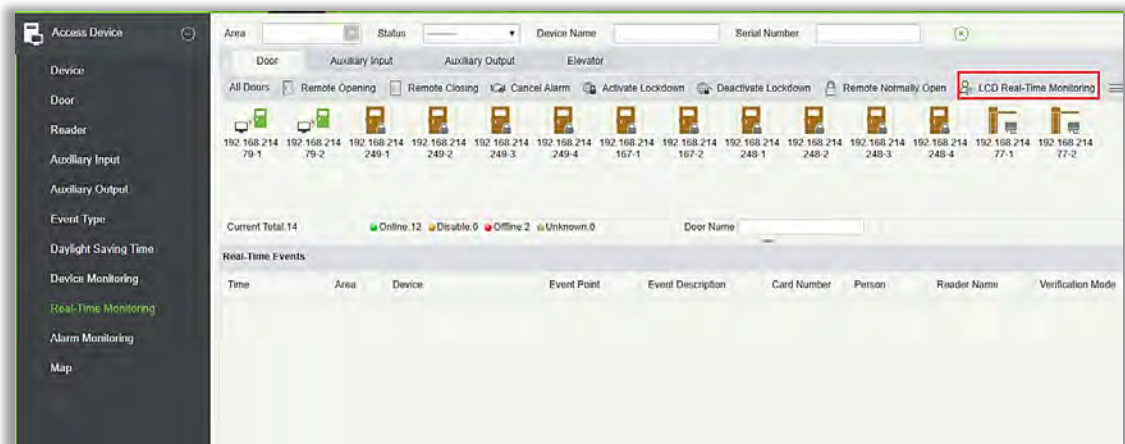 Access Device
Area Status -------- Device Name Serial Number
Device
Door
Reader
Auxiliary Input
Auxiliary Output
Event Type
Daylight Saving Time
Device Monitoring
Real-Time Monitoring
Alarm Monitoring
Map
Door Auxiliary Input Auxiliary Output Elevator
All Doors Remote Opening Remote Closing Cancel Alarm Activate Lockdown Deactivate Lockdown Remote Normally Open LCD Real-Time Monitoring
192.168.214 192.168.214 192.168.214 192.168.214 192.168.214 192.168.214 192.168.214 192.168.214 192.168.214 192.168.214 192.168.214 192.168.214 192.168.214 192.168.214
79-1 79-2 249-1 249-2 249-3 249-4 167-1 167-2 248-1 248-2 248-3 248-4 77-1 77-2
Current Total:14 Online:12 Disable:0 Offline:2 Unknown:0 Door Name
Real-Time Events
Time Area Device Event Point Event Description Card Number Person Reader Name Verification Mode